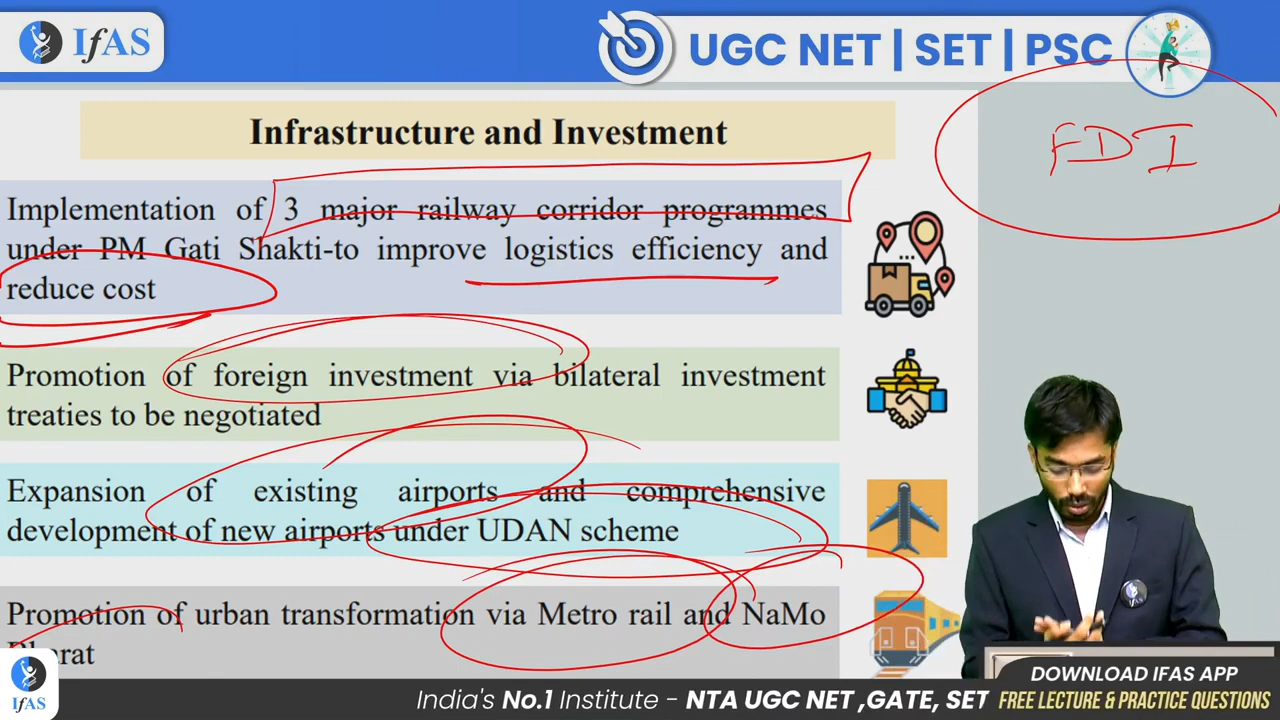 IfAS
UGC NET | SET | PSC
Infrastructure and Investment
FDI
Implementation of 3 major railway corridor programmes
under PM Gati Shakti-to improve logistics efficiency and
reduce cost
Promotion of foreign investment via bilateral investment
treaties to be negotiated
Expansion of existing airports and comprehensive
development of new airports under UDAN scheme
Promotion of urban transformation via Metro rail and NaMo
Bharat
IfAS
DOWNLOAD IFAS APP
India's No.1 Institute - NTA UGC NET ,GATE, SET
FREE LECTURE & PRACTICE QUESTIONS